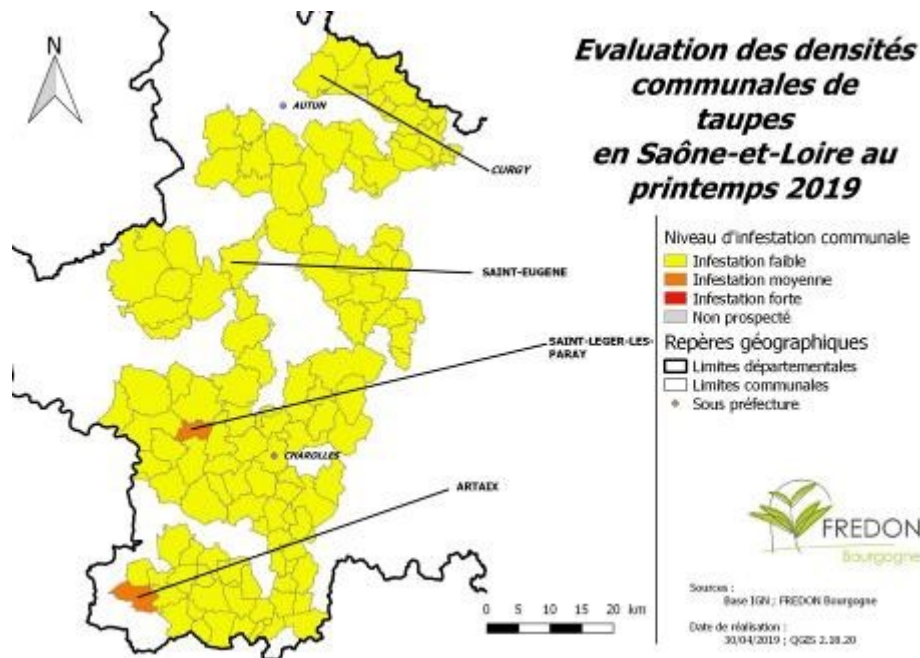 Evaluation des densités
communales de
taupes
en Saône-et-Loire au
printemps 2019
N
AUTUN
CURGY
SAINT-EUGENE
SAINT-LEGER-LES-
PARAY
CHAROLLES
ARTAIX
Niveau d'infestation communale
Infestation faible
Infestation moyenne
Infestation forte
Non prospecté
Repères géographiques
Limites départementales
Limites communales
Sous préfecture
FREDON
Bourgogne
0 5 10 15 20 km
Sources :
Base IGN ; FREDON Bourgogne
Date de réalisation :
30/04/2019 ; QGIS 2.18.20